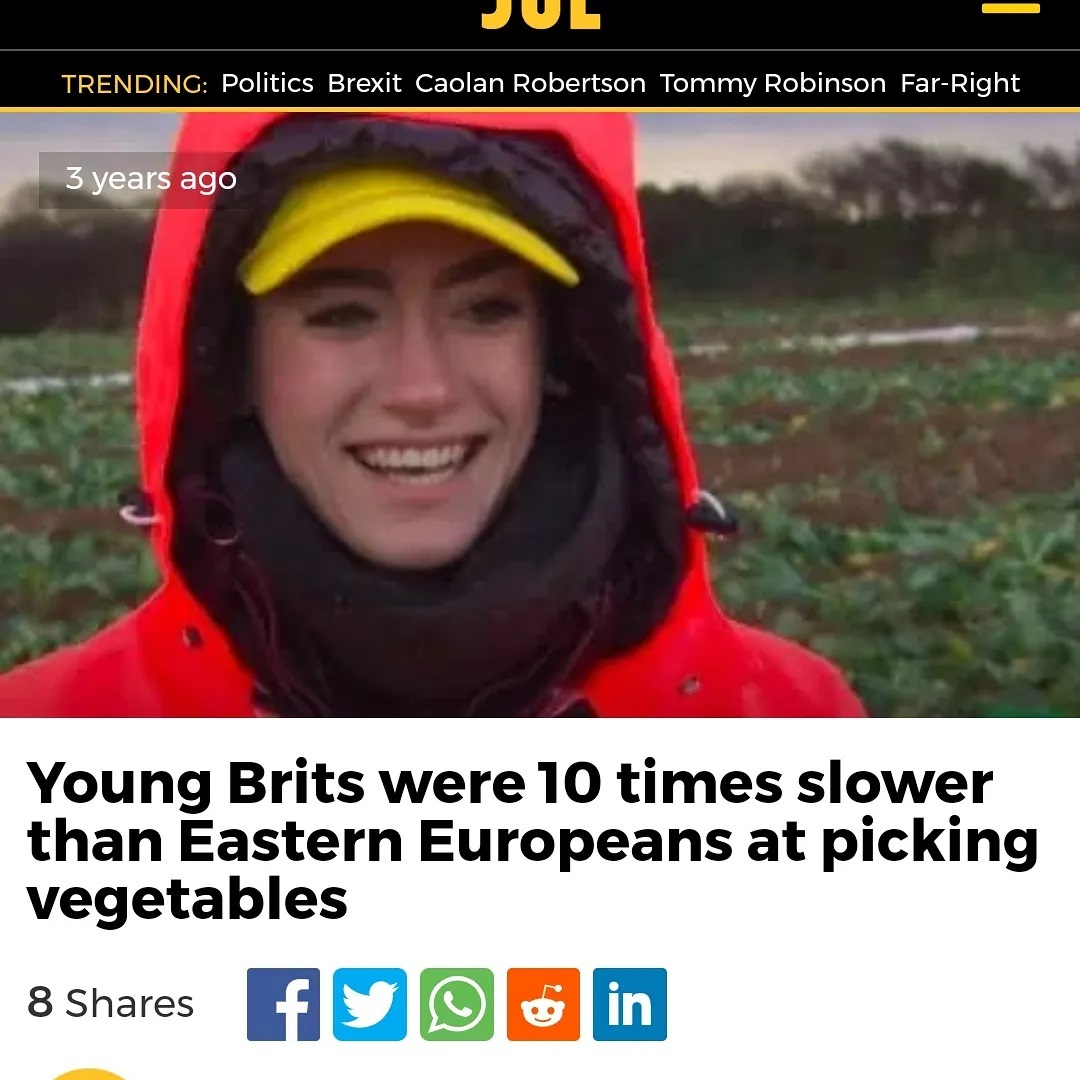 JOE
TRENDING: Politics Brexit Caolan Robertson Tommy Robinson Far-Right
3 years ago
Young Brits were 10 times slower
than Eastern Europeans at picking
vegetables
8 Shares